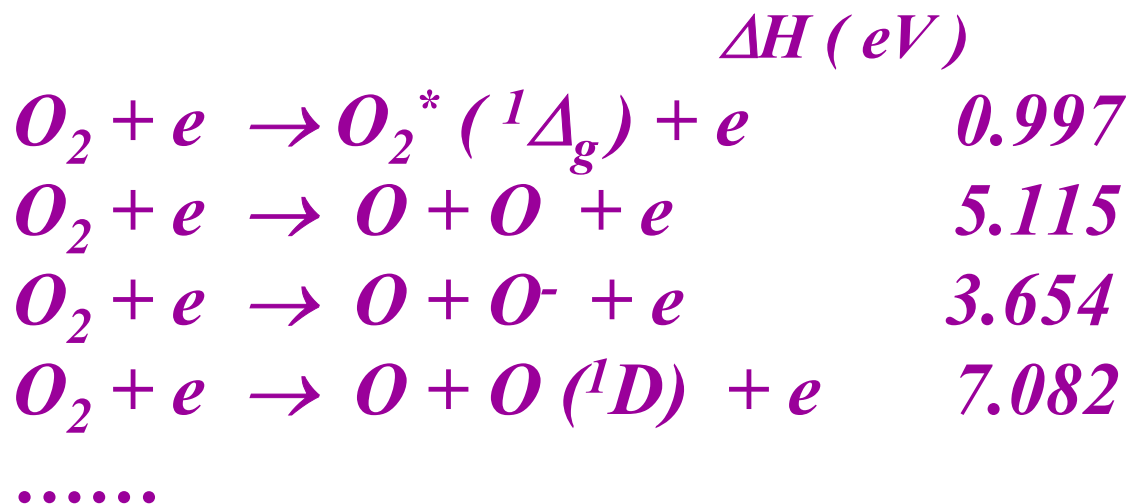 ΔH ( eV )
O₂ + e → O₂* ( ¹Δg ) + e 0.997
O₂ + e → O + O + e 5.115
O₂ + e → O + O⁻ + e 3.654
O₂ + e → O + O (¹D) + e 7.082
......